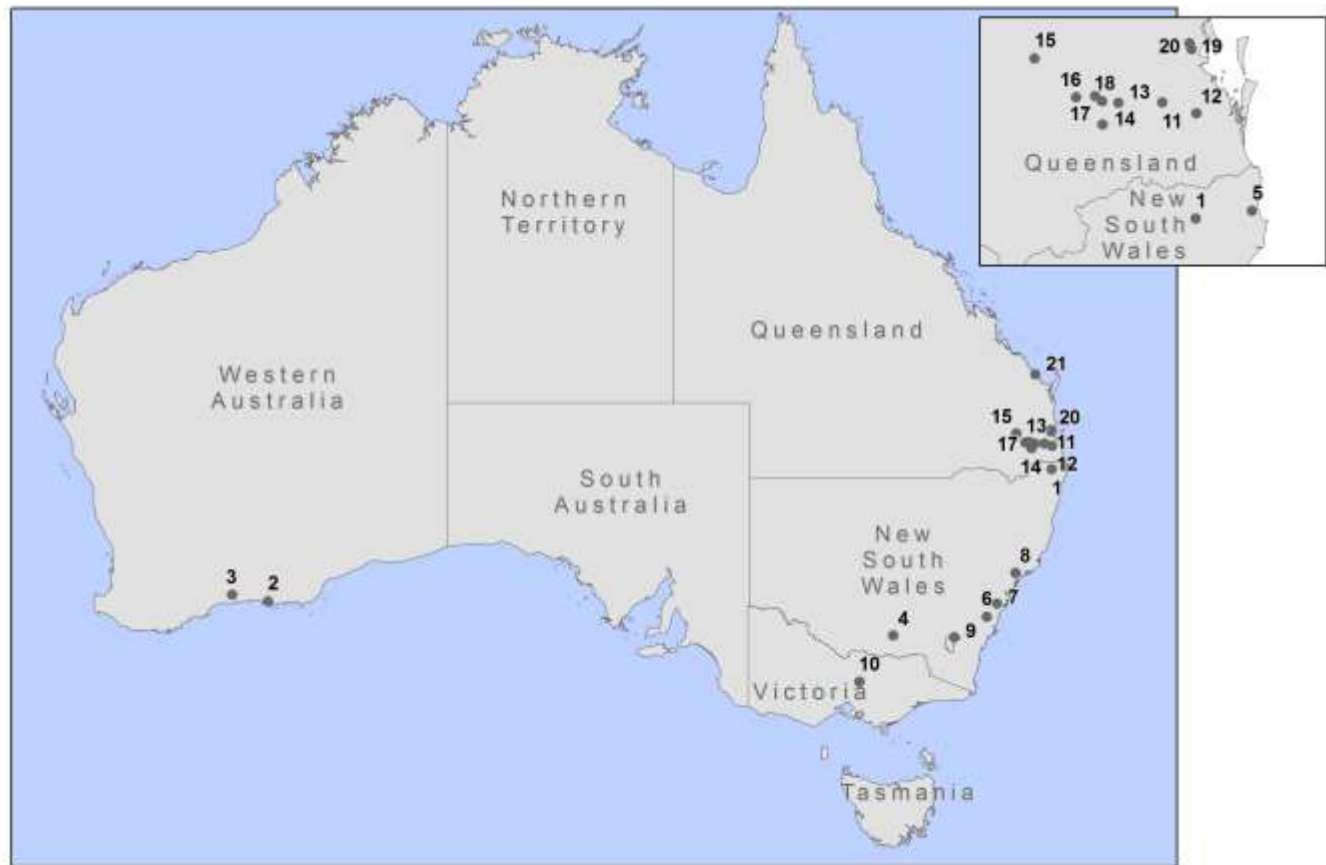 15
20 19
16 18 13 12
17 14 11
Queensland
1 5
New
South
Wales
Northern
Territory
Queensland
Western
Australia
21
15 13 20
17 11
14 12
1
South
Australia
New
South
Wales
8
3 2
6 7
4 9
10
Victoria
Tasmania